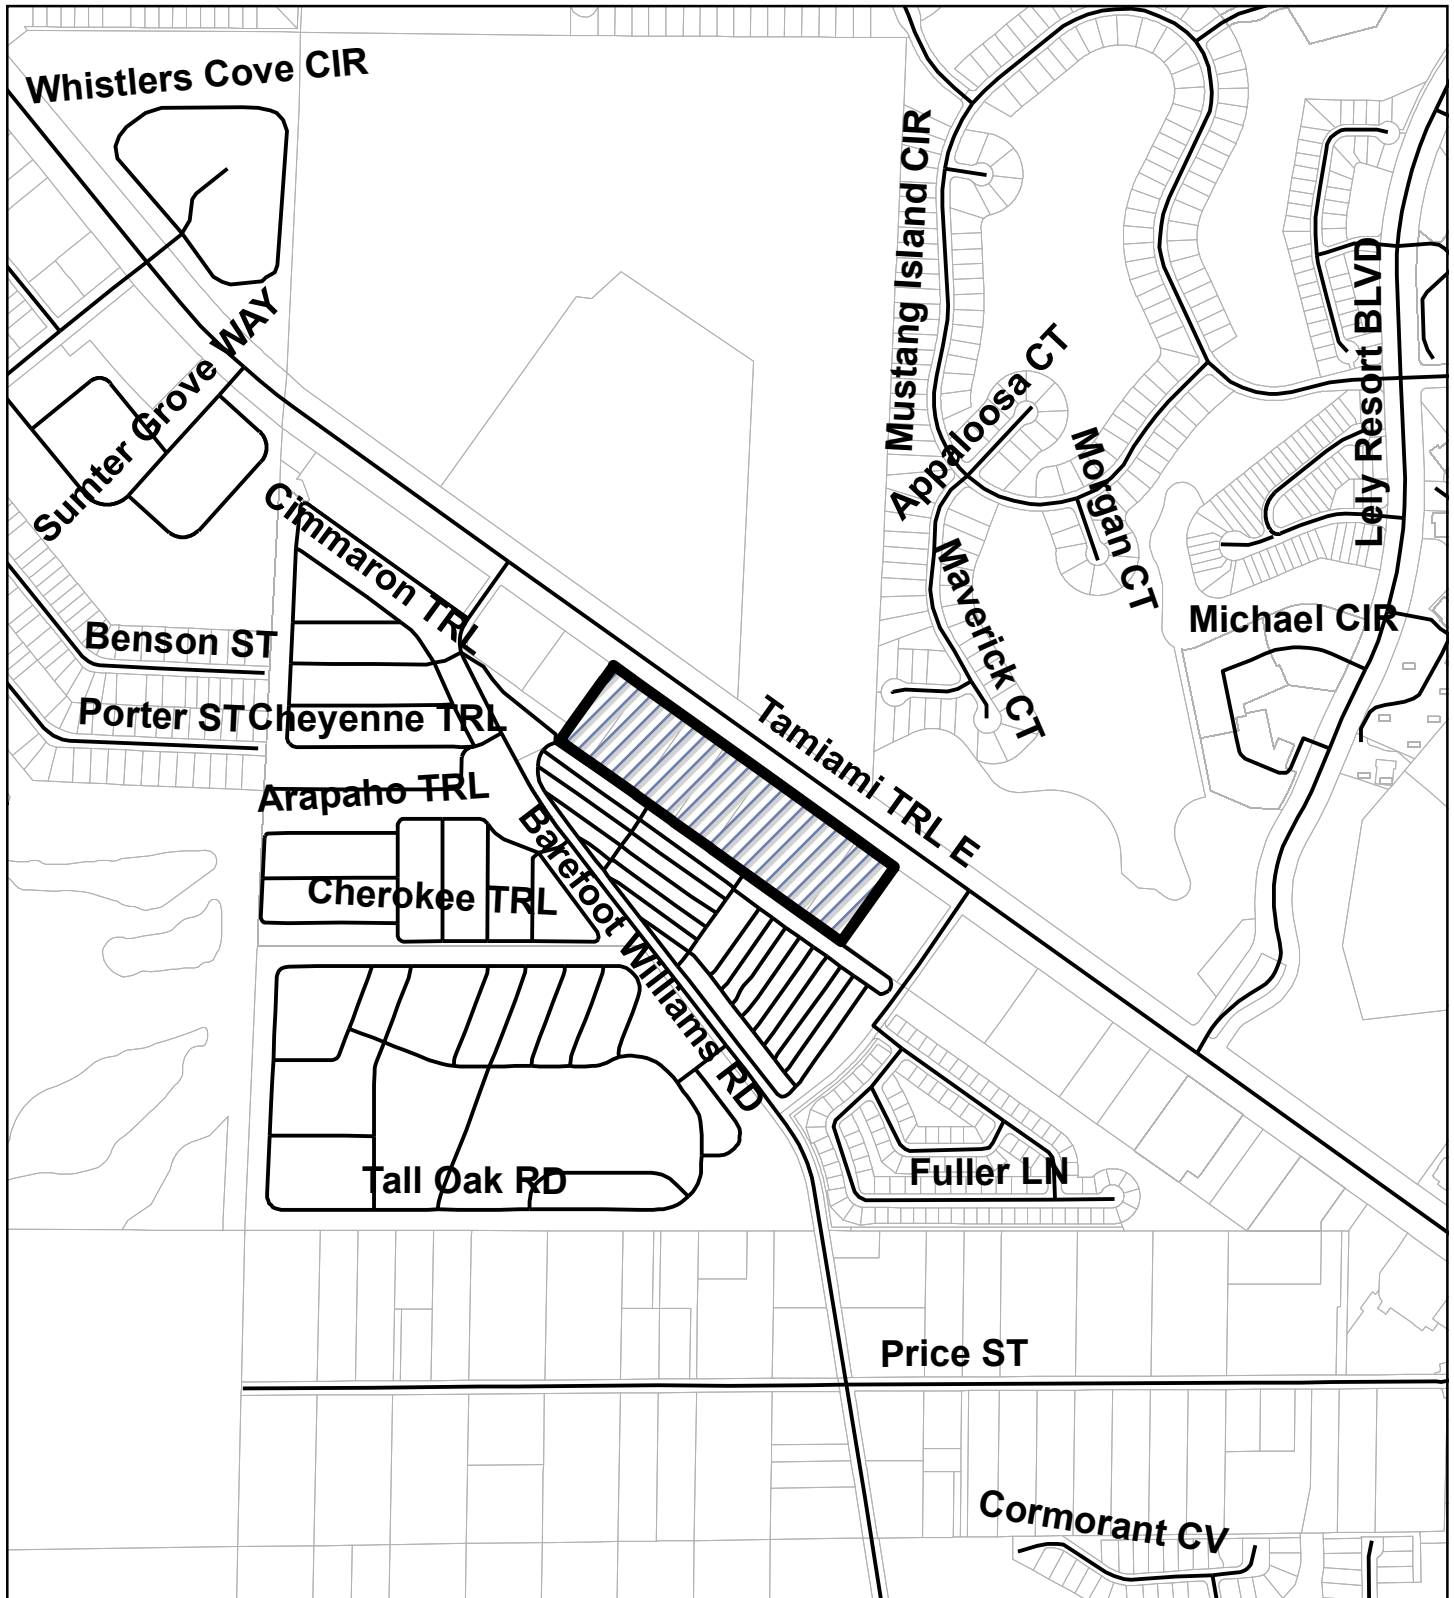 Whistlers Cove CIR
Mustang Island CIR
Lely Resort BLVD
Sumter Grove WAY
Appaloosa CT
Morgan CT
Cimmaron TRL
Maverick CT
Michael CIR
Benson ST
Porter ST
Cheyenne TRL
Tamiami TRL E
Arapaho TRL
Barefoot Williams RD
Cherokee TRL
Tall Oak RD
Fuller LN
Price ST
Cormorant CV